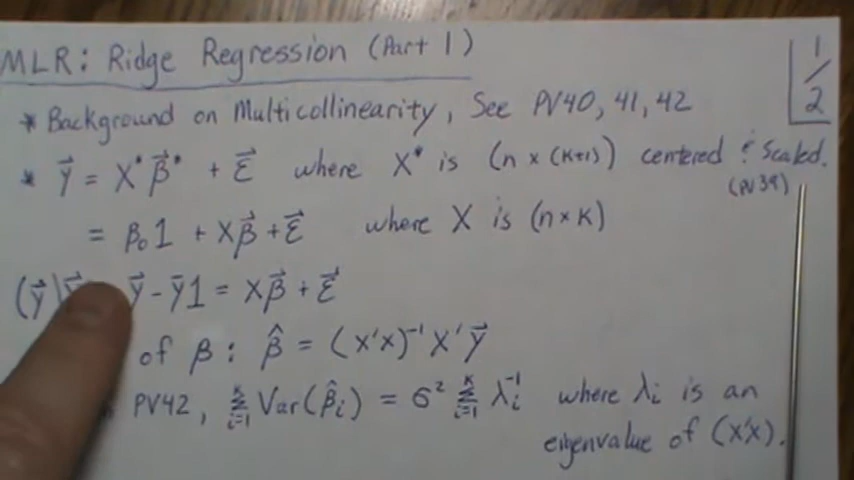 MLR: Ridge Regression (Part 1)
1/2
* Background on Multicollinearity, See PV40, 41, 42
* y⃗ = X* β⃗* + ε⃗ where X* is (n x (K+1)) centered & scaled.
(PV39)
= β₀1 + Xβ⃗ + ε⃗ where X is (n x K)
(y⃗ y⃗ - ȳ1 = Xβ⃗ + ε⃗
of β: β̂ = (X'X)⁻¹ X'y⃗
PV42, Σᵢ₌₁ᴷ Var(β̂ᵢ) = σ² Σᵢ₌₁ᴷ λᵢ⁻¹ where λᵢ is an
eigenvalue of (X'X).